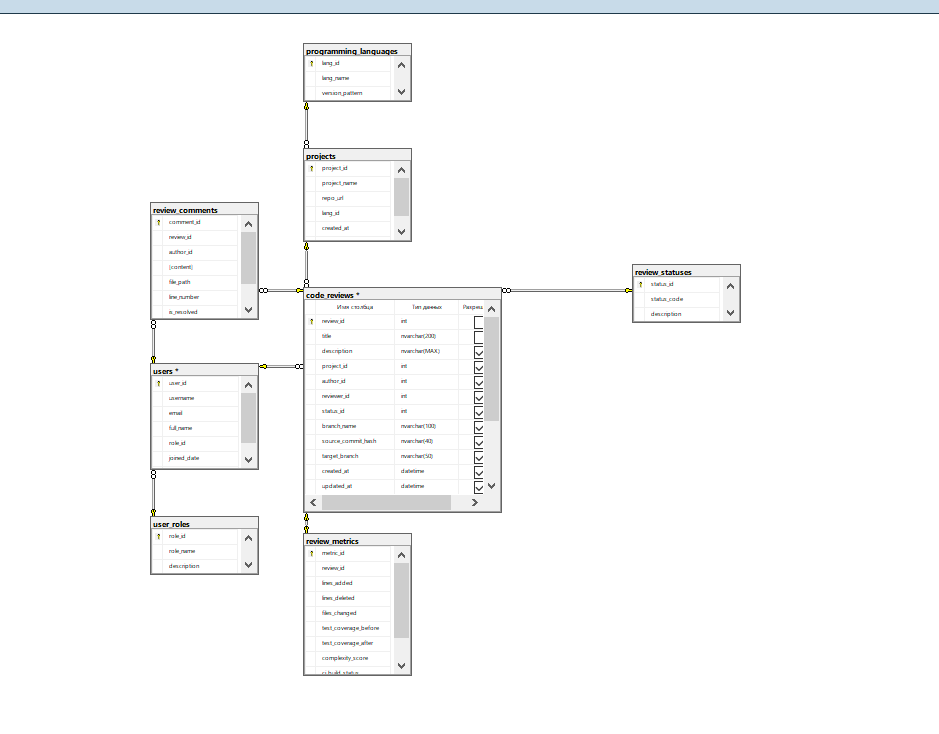 programming_languages
lang_id
lang_name
version_pattern
projects
project_id
project_name
repo_url
lang_id
created_at
review_comments
comment_id
review_id
author_id
[content]
file_path
line_number
is_resolved
review_statuses
status_id
status_code
description
code_reviews *
Имя столбца Тип данных Разреш
review_id int
title nvarchar(200)
description nvarchar(MAX)
project_id int
author_id int
reviewer_id int
status_id int
branch_name nvarchar(100)
source_commit_hash nvarchar(40)
target_branch nvarchar(50)
created_at datetime
updated_at datetime
users *
user_id
username
email
full_name
role_id
joined_date
user_roles
role_id
role_name
description
review_metrics
metric_id
review_id
lines_added
lines_deleted
files_changed
test_coverage_before
test_coverage_after
complexity_score